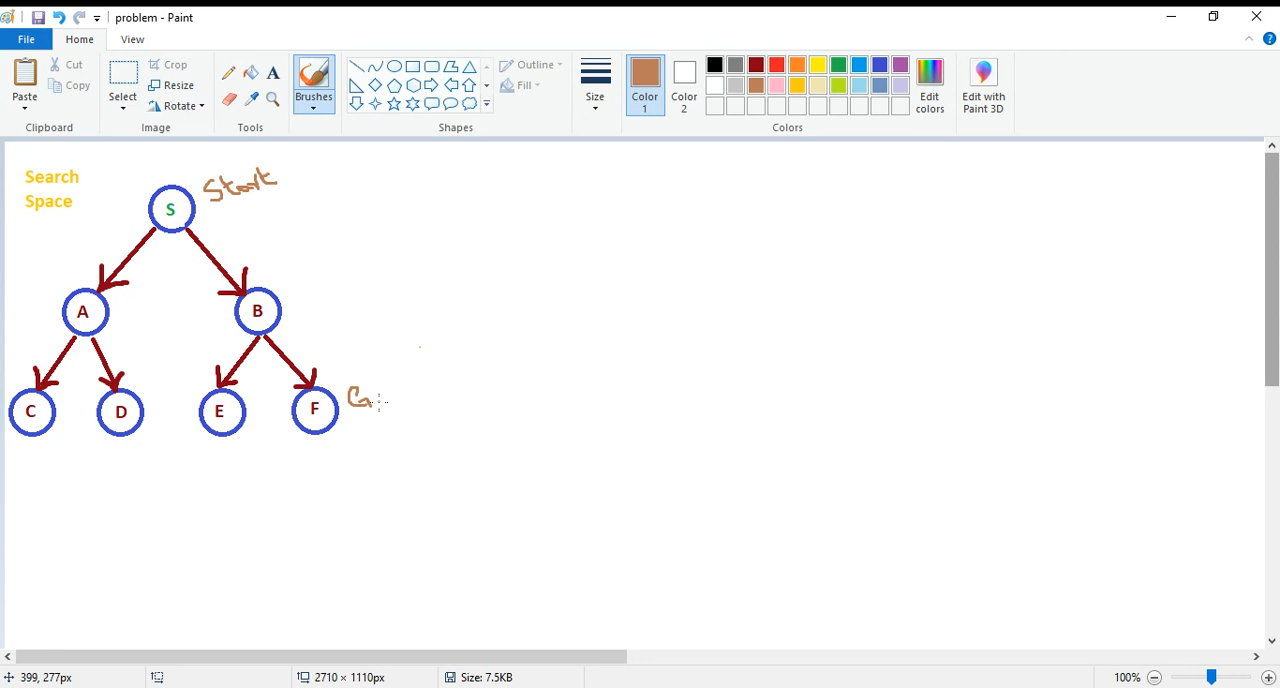 problem - Paint
File
Home
View
Paste
Cut
Copy
Clipboard
Select
Crop
Resize
Rotate
Image
A
Tools
Brushes
Outline
Fill
Shapes
Size
Color
1
Color
2
Edit
colors
Edit with
Paint 3D
Colors
Search
Space
S
Start
A
B
C
D
E
F
G
399, 277px
2710 × 1110px
Size: 7.5KB
100%